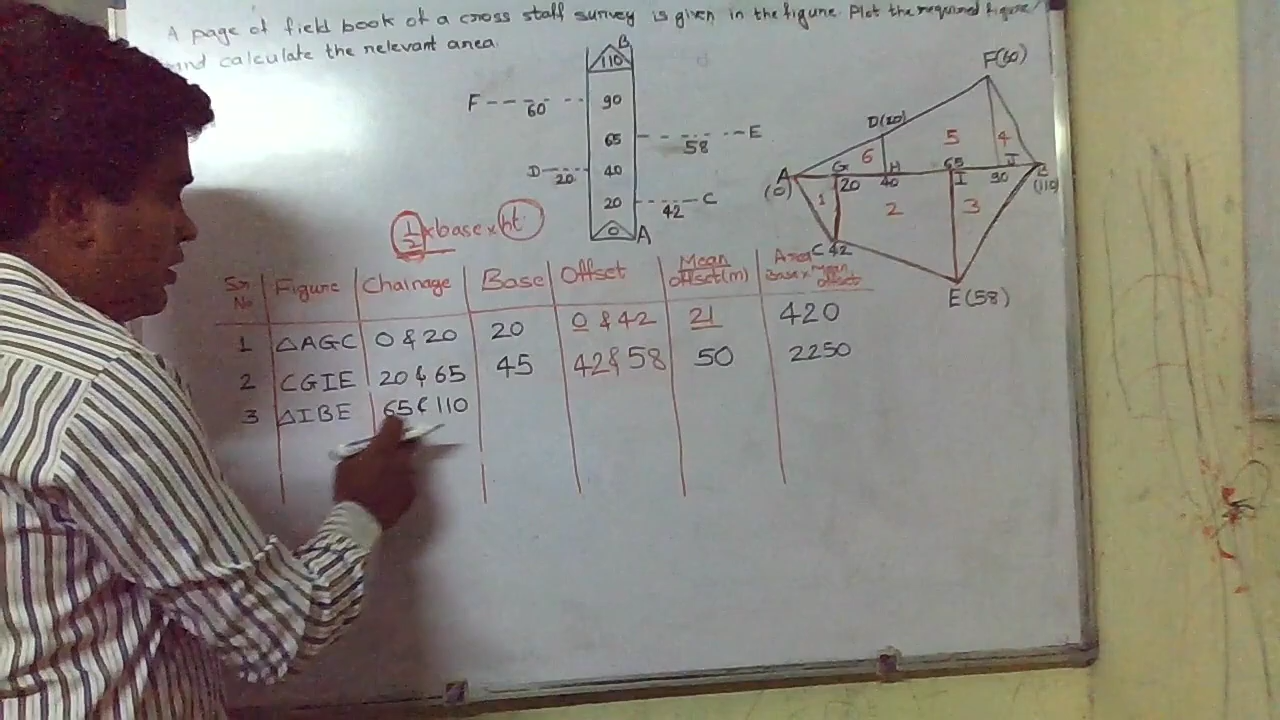 A page of field book of a cross staff survey is given in the figure. Plot the required figure
and calculate the relevant area.
B
110
F 60 90
65 58 E
D 20 40
20 42 C
0 A
F(60)
D(20)
5 4
6
A G H 65 J B
(0) 20 40 I 90 (110)
1 2 3
C 42
E(58)
1/2 × base × ht
Sr No Figure Chainage Base Offset Mean offset(m) Area Base × Mean offset
1 △AGC 0 & 20 20 0 & 42 21 420
2 CGIE 20 & 65 45 42 & 58 50 2250
3 △IBE 65 & 110